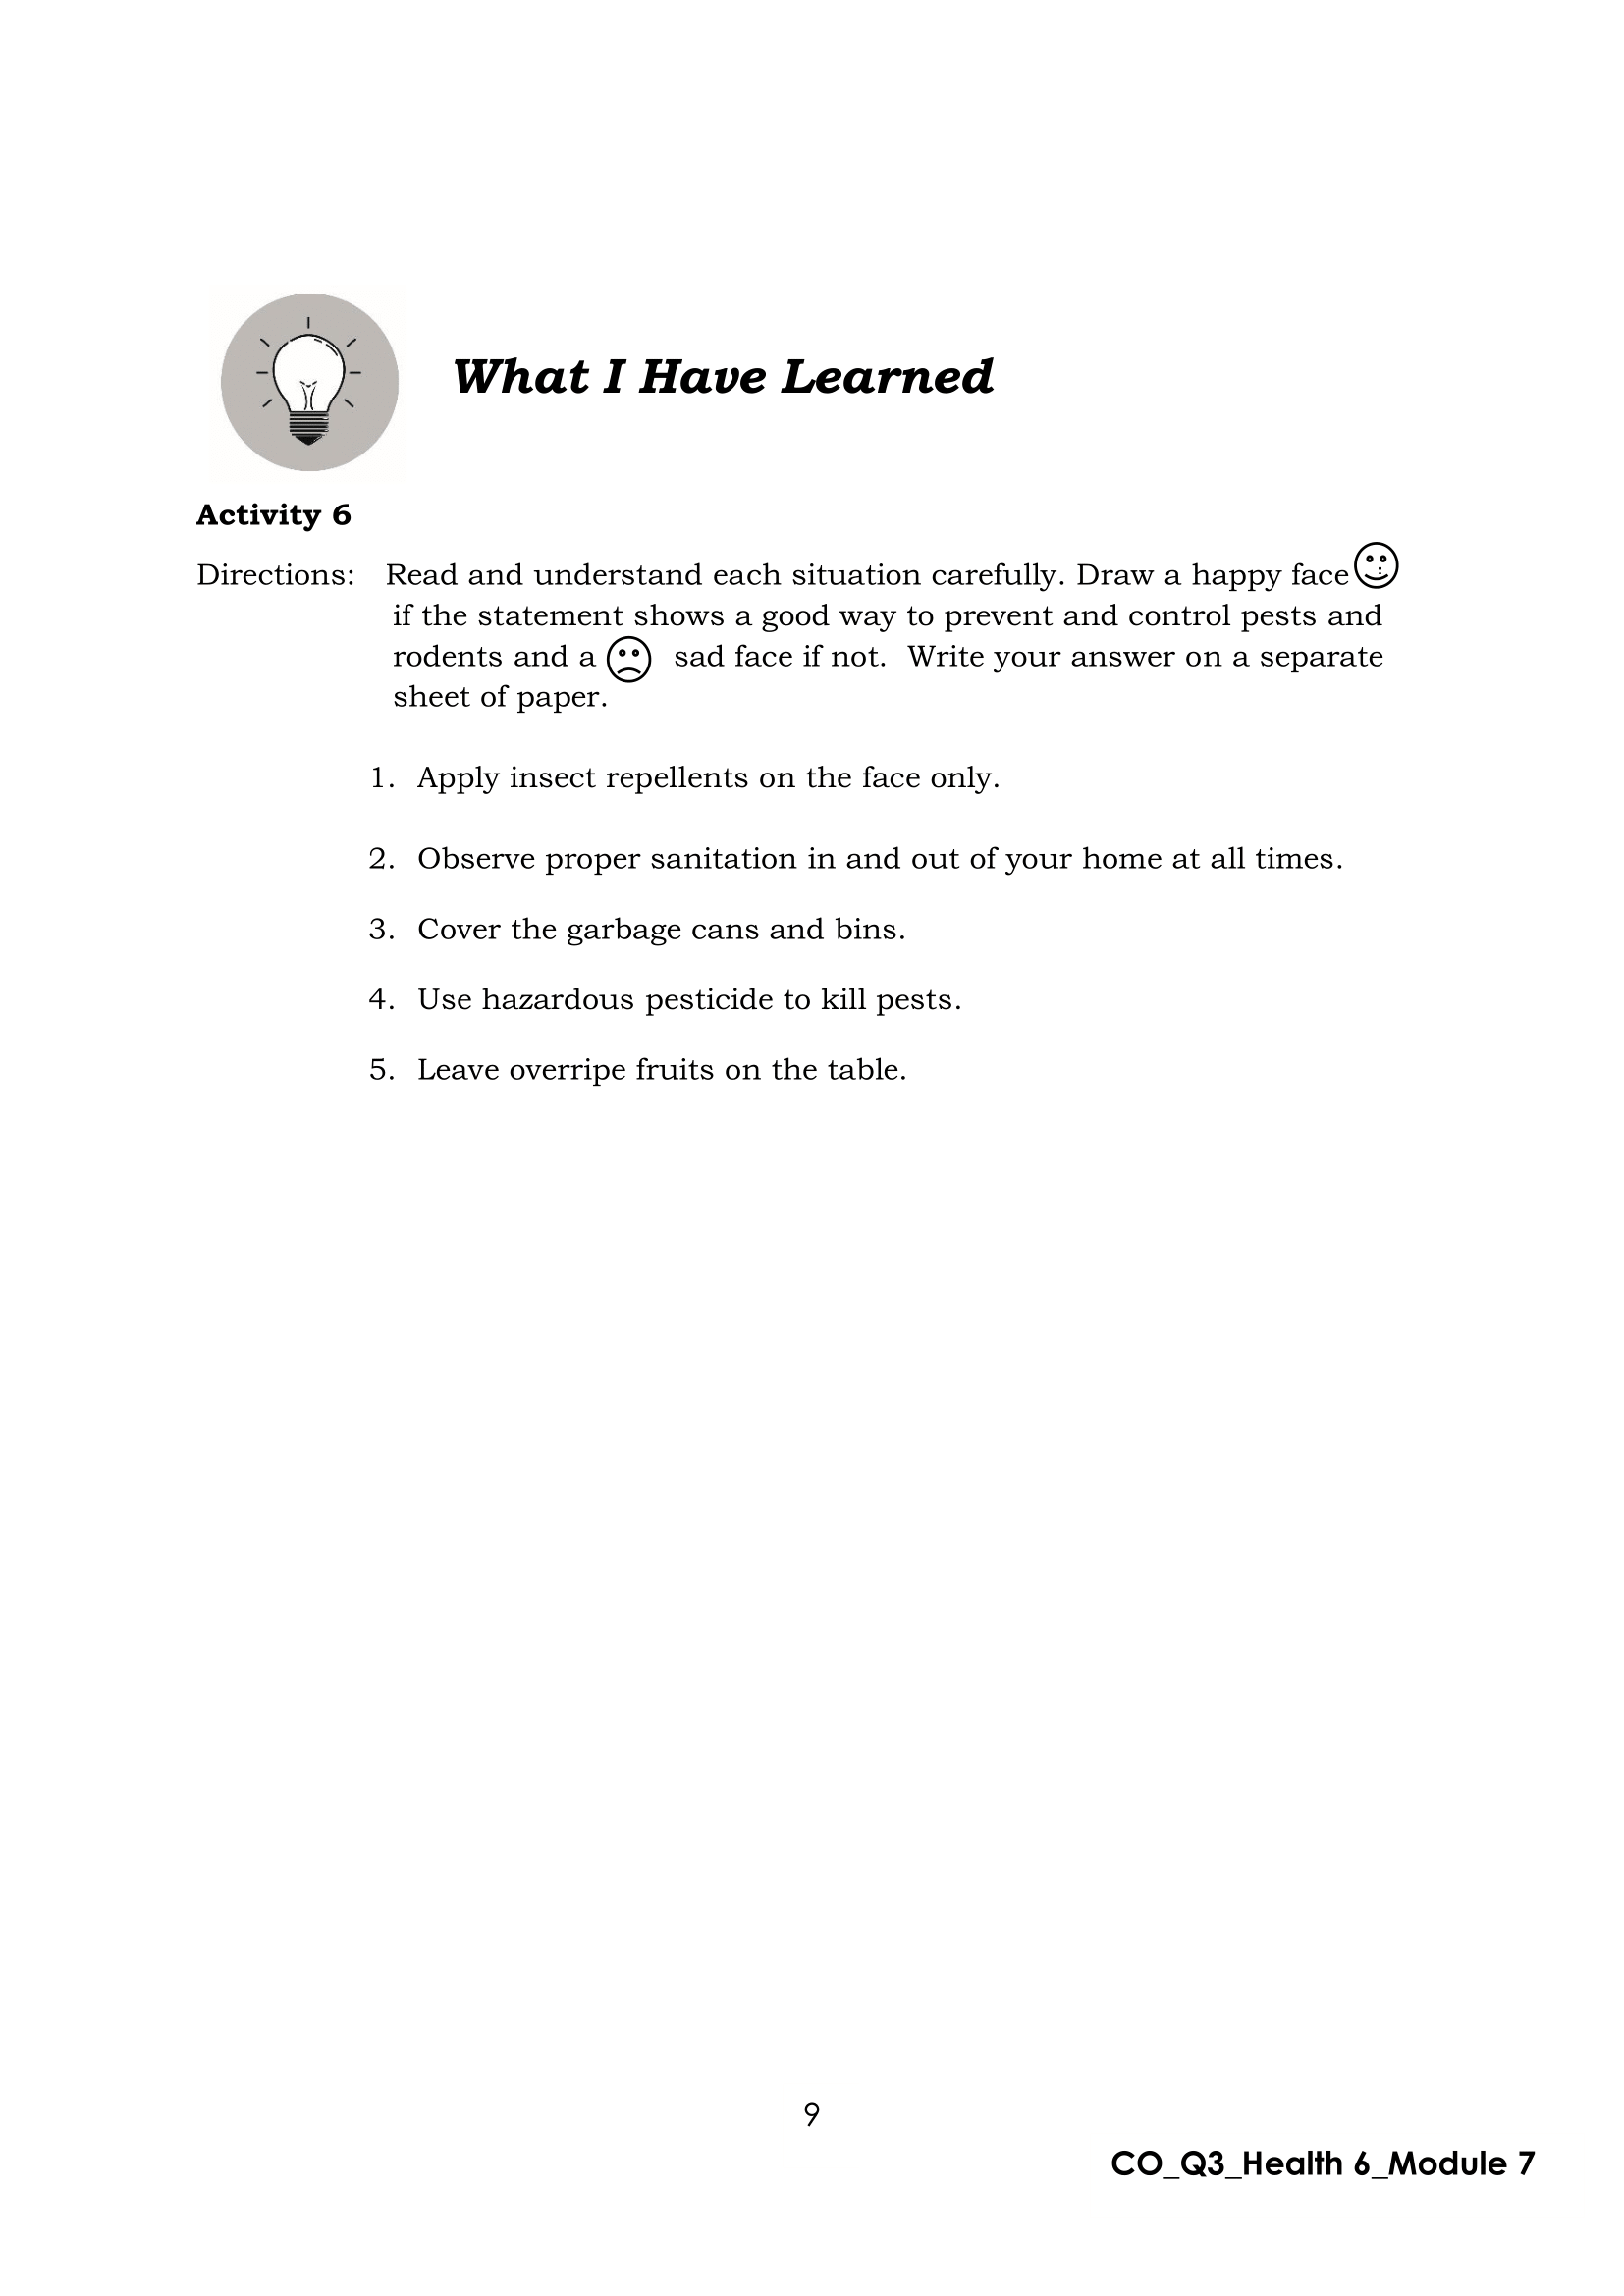 What I Have Learned
Activity 6
Directions: Read and understand each situation carefully. Draw a happy face
if the statement shows a good way to prevent and control pests and
rodents and a sad face if not. Write your answer on a separate
sheet of paper.
1. Apply insect repellents on the face only.
2. Observe proper sanitation in and out of your home at all times.
3. Cover the garbage cans and bins.
4. Use hazardous pesticide to kill pests.
5. Leave overripe fruits on the table.
9
CO_Q3_Health 6_Module 7